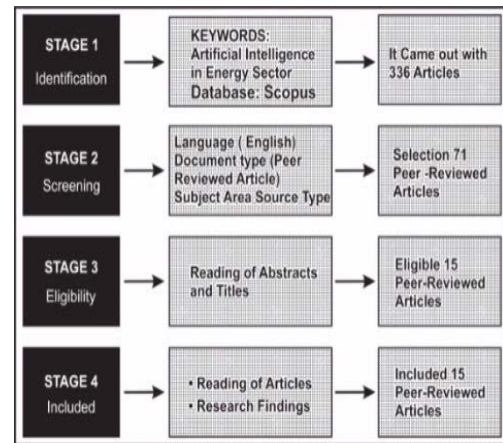 STAGE 1
Identification
KEYWORDS:
Artificial Intelligence
in Energy Sector
Database: Scopus
It Came out with
336 Articles
STAGE 2
Screening
Language ( English)
Document type (Peer
Reviewed Article)
Subject Area Source Type
Selection 71
Peer -Reviewed
Articles
STAGE 3
Eligibility
Reading of Abstracts
and Titles
Eligible 15
Peer-Reviewed
Articles
STAGE 4
Included
• Reading of Articles
• Research Findings
Included 15
Peer-Reviewed
Articles